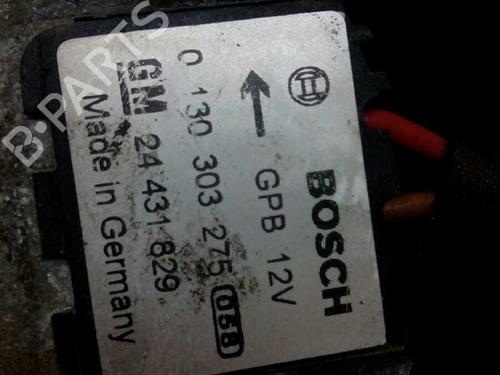 BOSCH
GPB 12V
0 130 303 275 068
GM 24 431 829
Made in Germany
B-PARTS